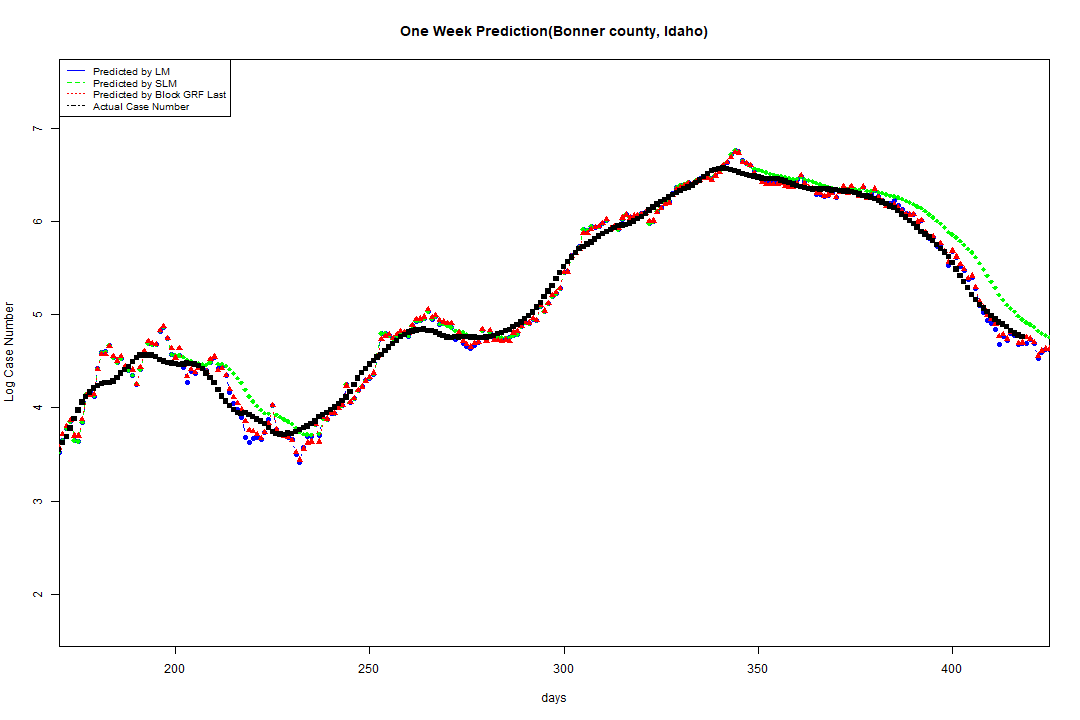 One Week Prediction(Bonner county, Idaho)
Predicted by LM
Predicted by SLM
Predicted by Block GRF Last
Actual Case Number
Log Case Number
7
6
5
4
3
2
200 250 300 350 400
days